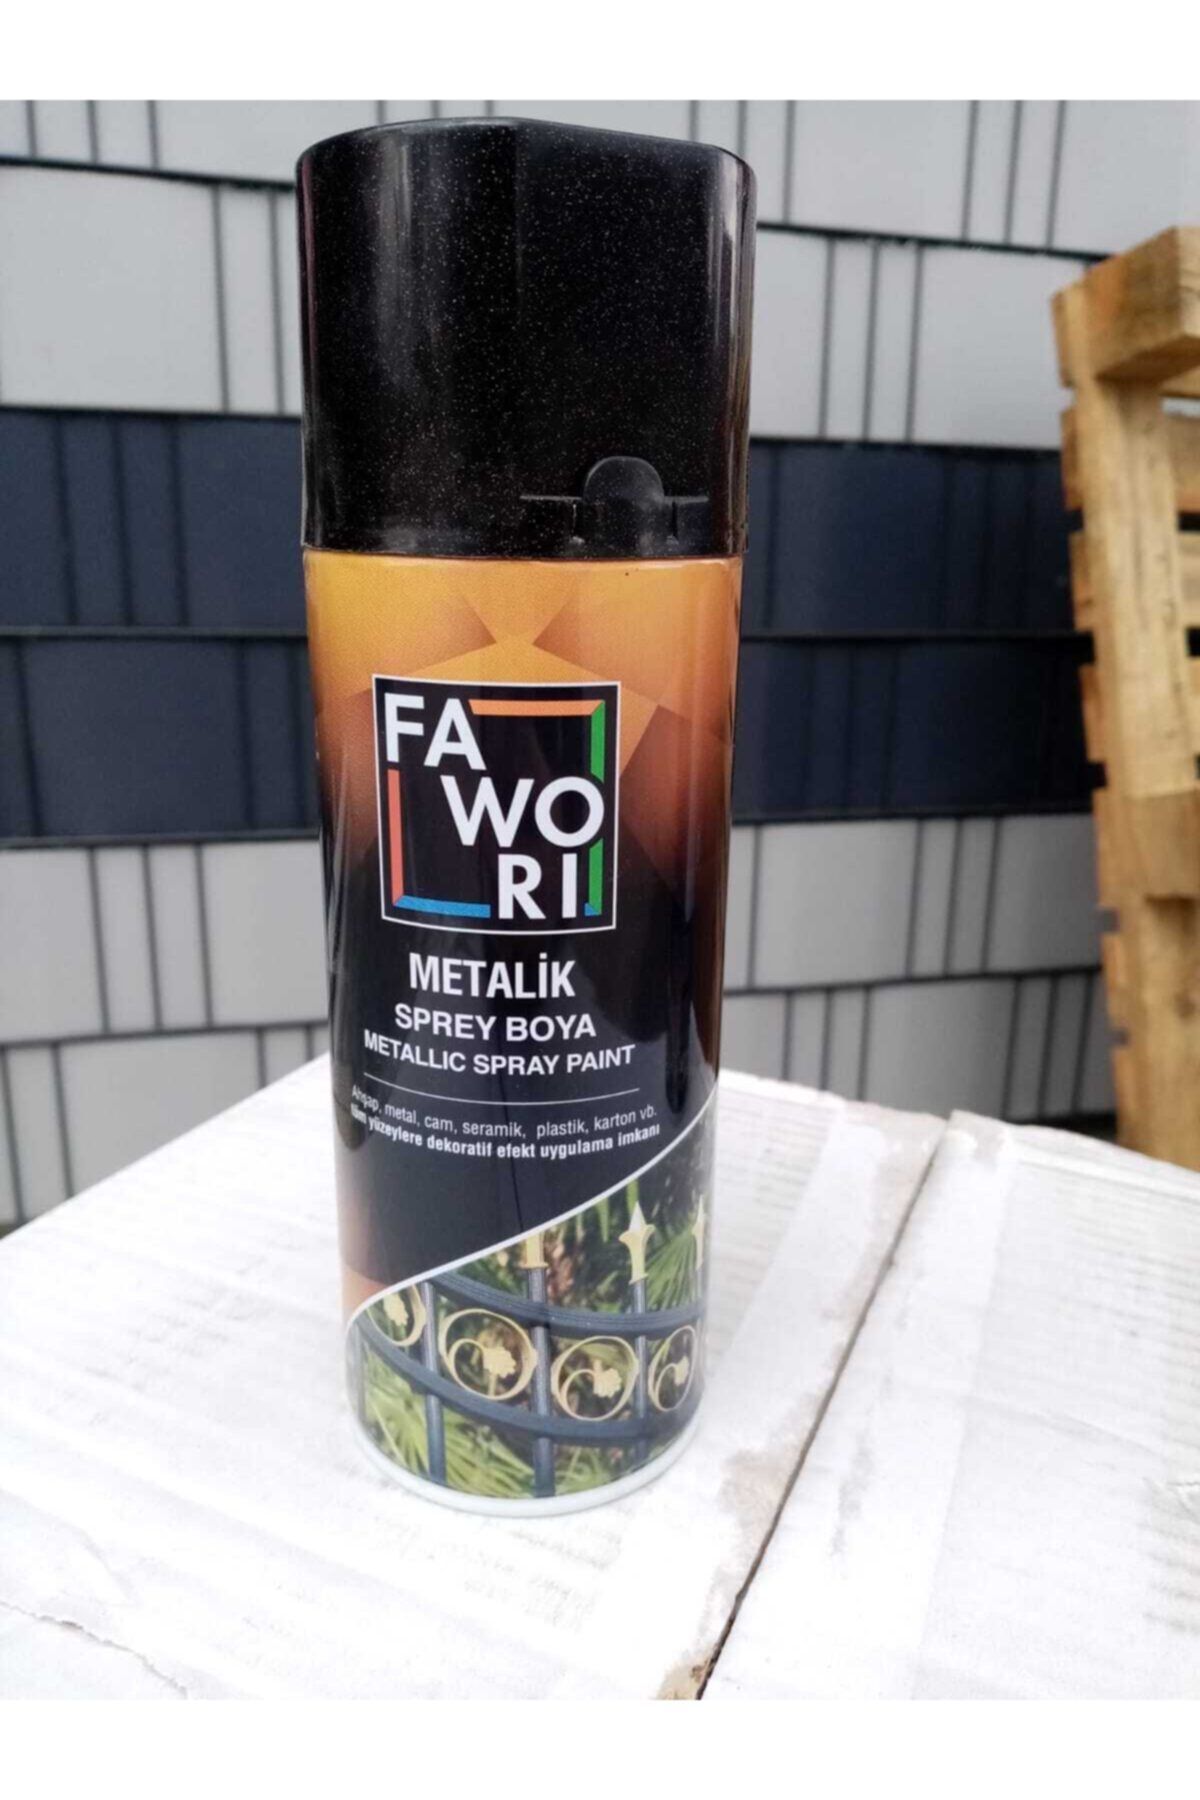 FA
WO
RI
METALİK
SPREY BOYA
METALLIC SPRAY PAINT
Ahşap, metal, cam, seramik, plastik, karton vb.
tüm yüzeylere dekoratif efekt uygulama imkanı